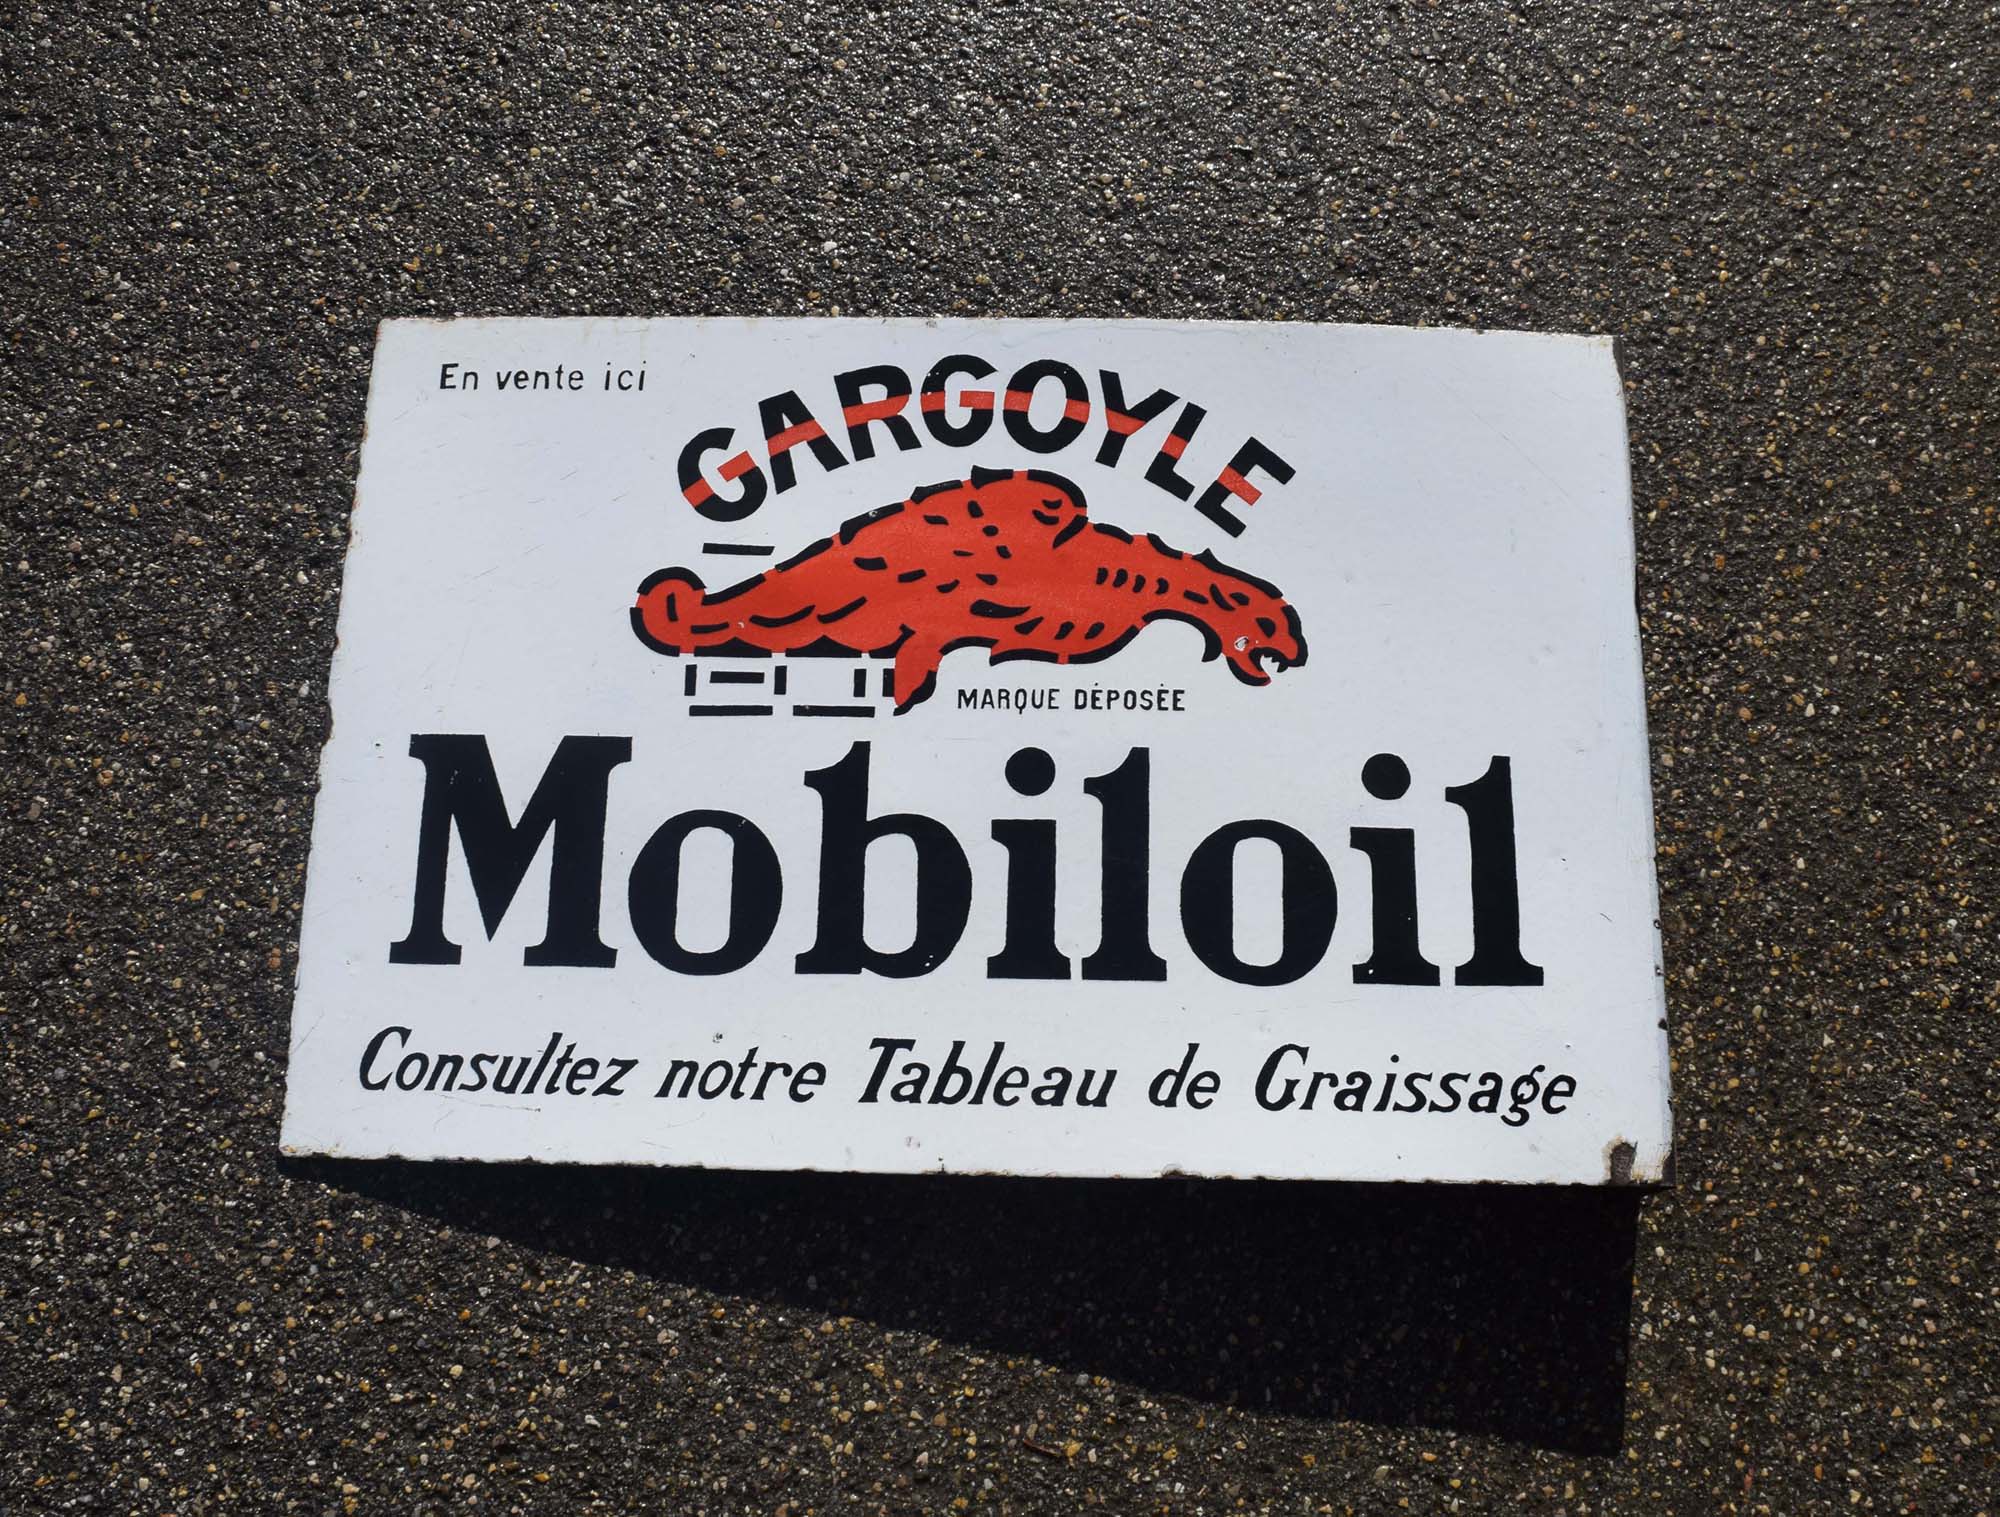 En vente ici
GARGOYLE
MARQUE DÉPOSÉE
Mobiloil
Consultez notre Tableau de Graissage